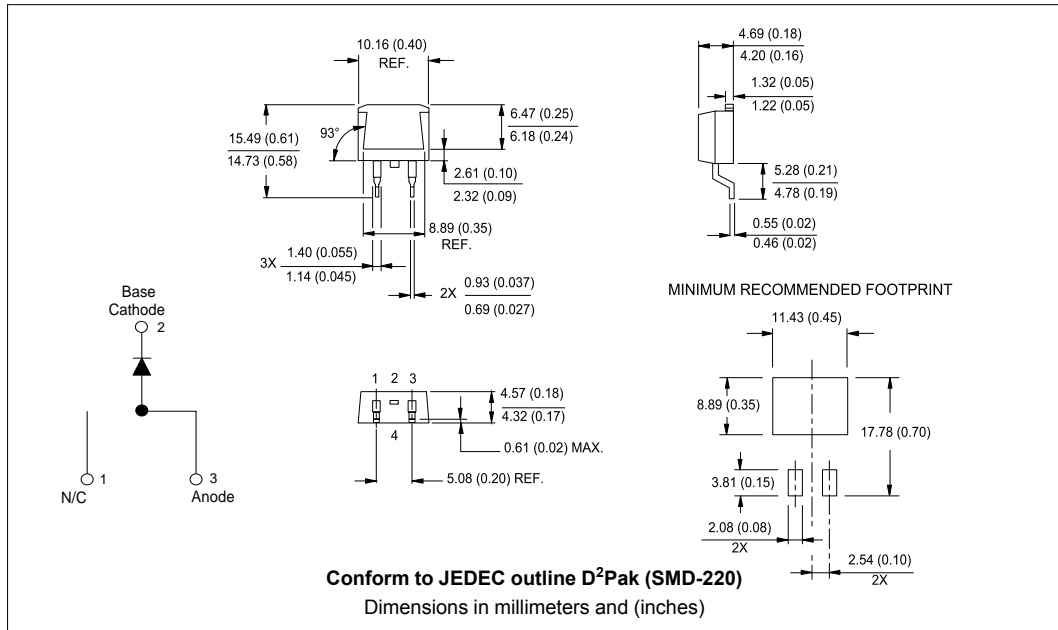 10.16 (0.40)
REF.
93°
15.49 (0.61)
14.73 (0.58)
6.47 (0.25)
6.18 (0.24)
2.61 (0.10)
2.32 (0.09)
8.89 (0.35)
REF.
3X
1.40 (0.055)
1.14 (0.045)
2X
0.93 (0.037)
0.69 (0.027)
4.69 (0.18)
4.20 (0.16)
1.32 (0.05)
1.22 (0.05)
5.28 (0.21)
4.78 (0.19)
0.55 (0.02)
0.46 (0.02)
Base
Cathode
2
1
N/C
3
Anode
1 2 3
4
4.57 (0.18)
4.32 (0.17)
0.61 (0.02) MAX.
5.08 (0.20) REF.
MINIMUM RECOMMENDED FOOTPRINT
11.43 (0.45)
8.89 (0.35)
17.78 (0.70)
3.81 (0.15)
2.08 (0.08)
2X
2.54 (0.10)
2X
Conform to JEDEC outline D²Pak (SMD-220)
Dimensions in millimeters and (inches)